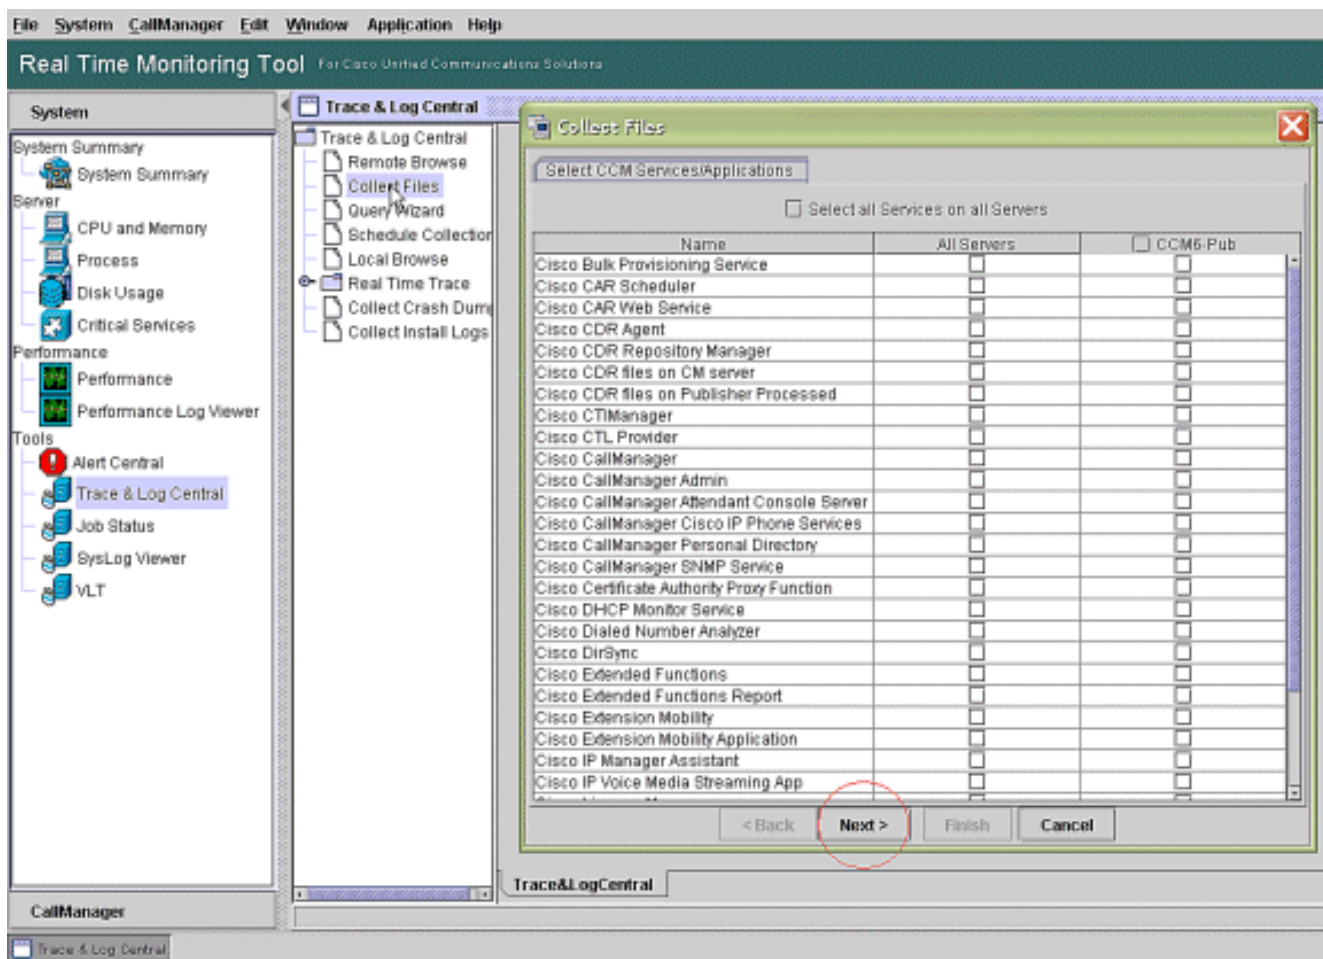 File System CallManager Edit Window Application Help
Real Time Monitoring Tool For Cisco Unified Communications Solutions
System
System Summary
System Summary
Server
CPU and Memory
Process
Disk Usage
Critical Services
Performance
Performance
Performance Log Viewer
Tools
Alert Central
Trace & Log Central
Job Status
SysLog Viewer
VLT
CallManager
Trace & Log Central
Trace & Log Central
Remote Browse
Collect Files
Query Wizard
Schedule Collection
Local Browse
Real Time Trace
Collect Crash Dump
Collect Install Logs
Collect Files
Select CCM Services/Applications
Select all Services on all Servers
Name All Servers CCM6-Pub
Cisco Bulk Provisioning Service
Cisco CAR Scheduler
Cisco CAR Web Service
Cisco CDR Agent
Cisco CDR Repository Manager
Cisco CDR files on CM server
Cisco CDR files on Publisher Processed
Cisco CTIManager
Cisco CTL Provider
Cisco CallManager
Cisco CallManager Admin
Cisco CallManager Attendant Console Server
Cisco CallManager Cisco IP Phone Services
Cisco CallManager Personal Directory
Cisco CallManager SNMP Service
Cisco Certificate Authority Proxy Function
Cisco DHCP Monitor Service
Cisco Dialed Number Analyzer
Cisco DirSync
Cisco Extended Functions
Cisco Extended Functions Report
Cisco Extension Mobility
Cisco Extension Mobility Application
Cisco IP Manager Assistant
Cisco IP Voice Media Streaming App
< Back Next > Finish Cancel
Trace&LogCentral
Trace & Log Central